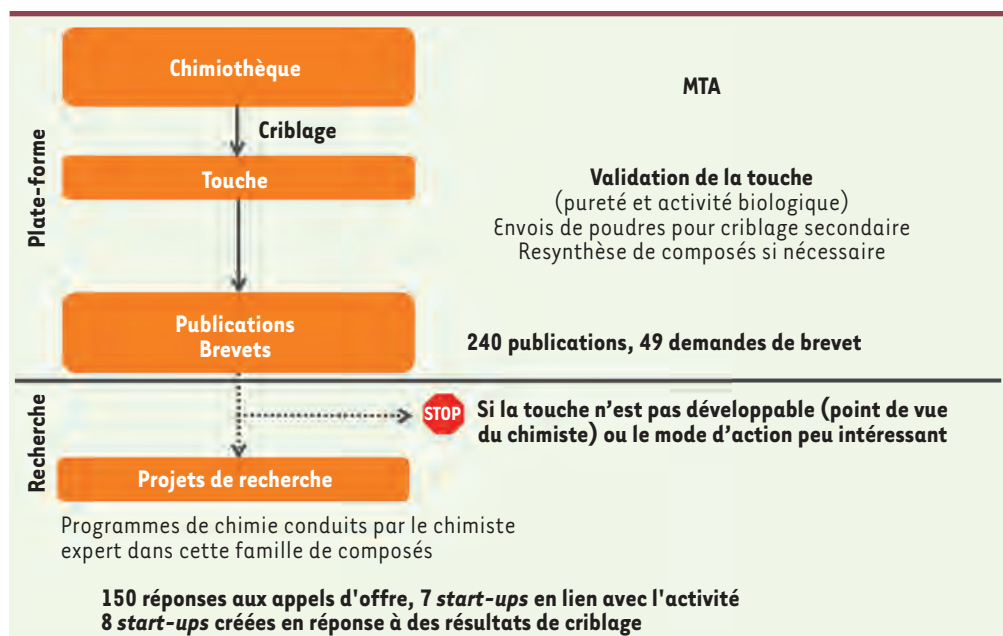 Chimiothèque
MTA
Criblage
Plate-forme
Touche
Validation de la touche
(pureté et activité biologique)
Envois de poudres pour criblage secondaire
Resynthèse de composés si nécessaire
Publications
Brevets
240 publications, 49 demandes de brevet
Recherche
STOP
Si la touche n’est pas développable (point de vue
du chimiste) ou le mode d’action peu intéressant
Projets de recherche
Programmes de chimie conduits par le chimiste
expert dans cette famille de composés
150 réponses aux appels d'offre, 7 start-ups en lien avec l'activité
8 start-ups créées en réponse à des résultats de criblage